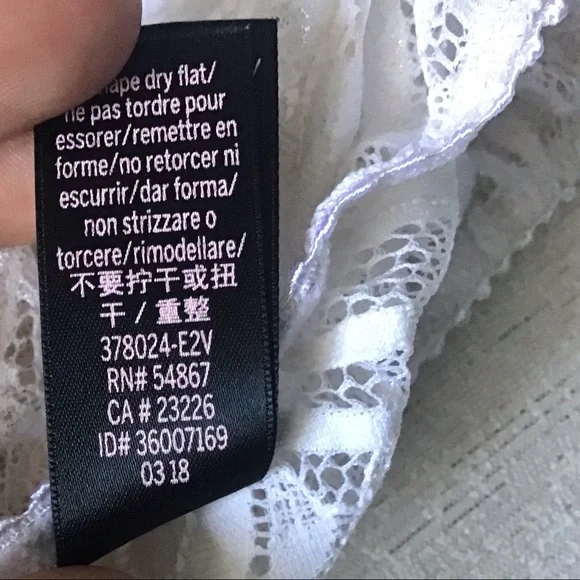 dry flat/
ne pas tordre pour
essorer/remettre en
forme/no retorcer ni
escurrir/dar forma/
non strizzare o
torcere/rimodellare/
不要拧干或扭
干 / 重整
378024-E2V
RN# 54867
CA # 23226
ID# 36007169
03 18